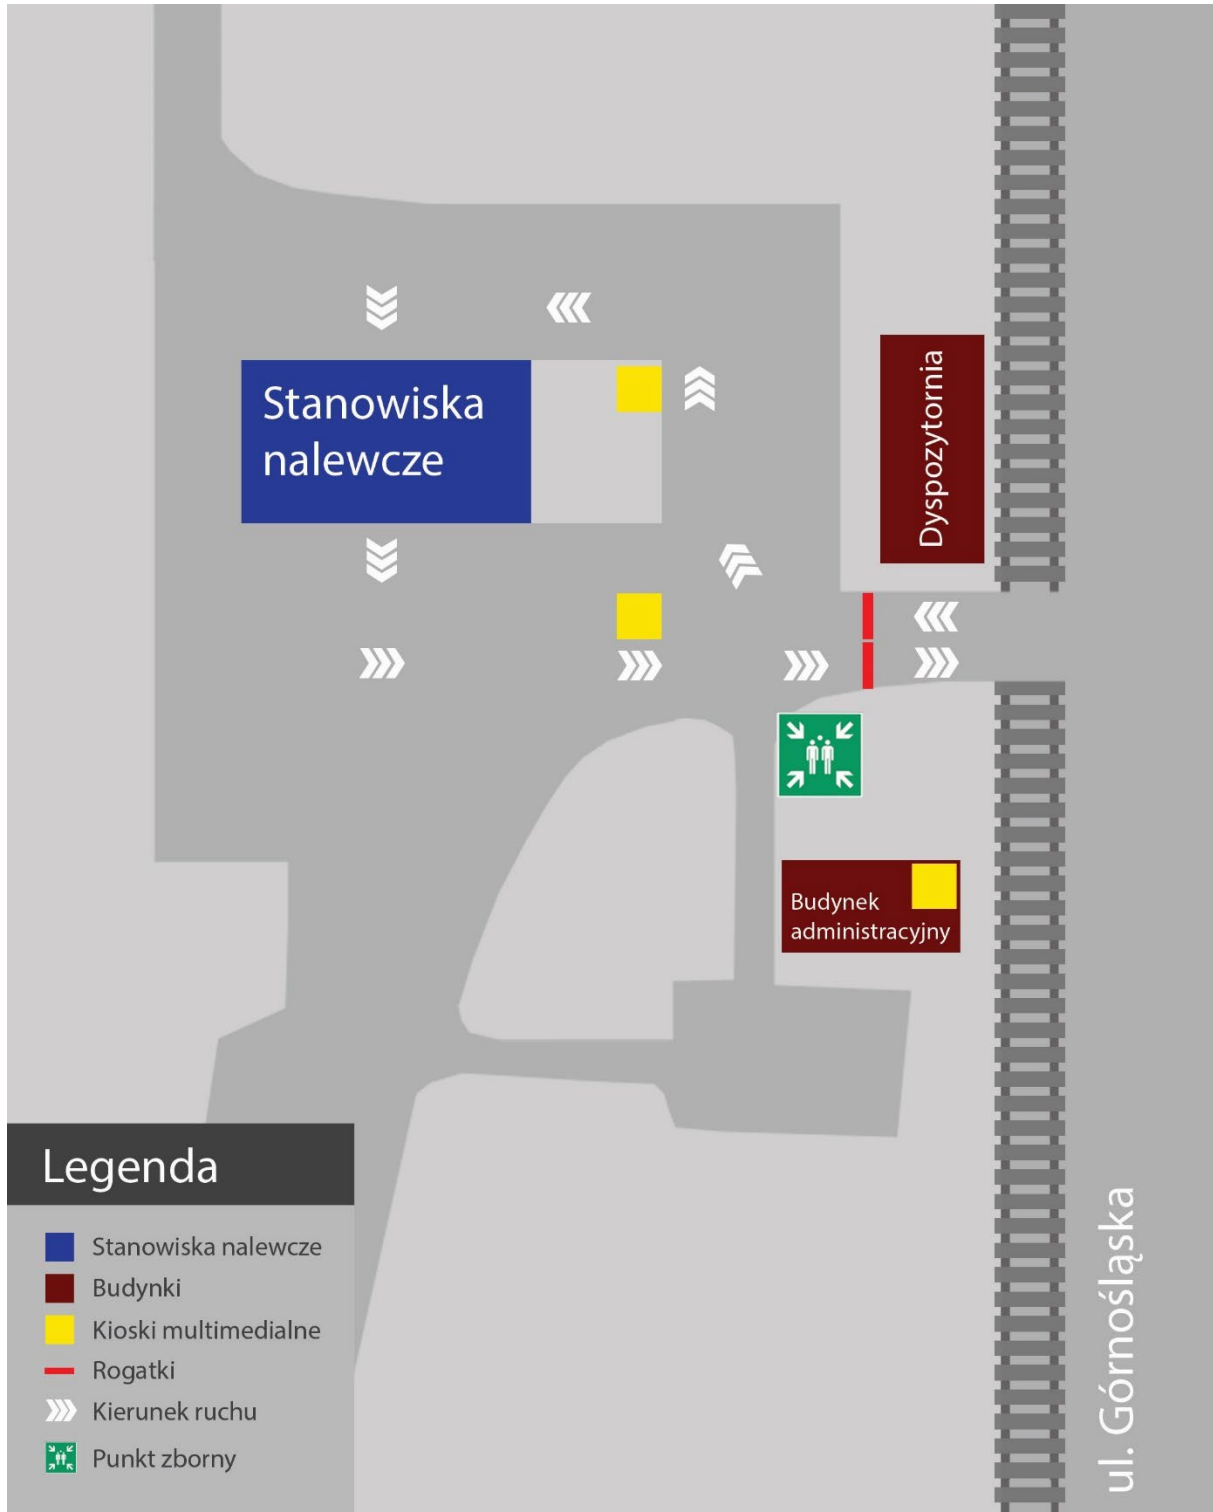 Stanowiska
nalewcze
Dyspozytornia
Budynek
administracyjny
Legenda
Stanowiska nalewcze
Budynki
Kioski multimedialne
Rogatki
Kierunek ruchu
Punkt zborny
ul. Górnośląska